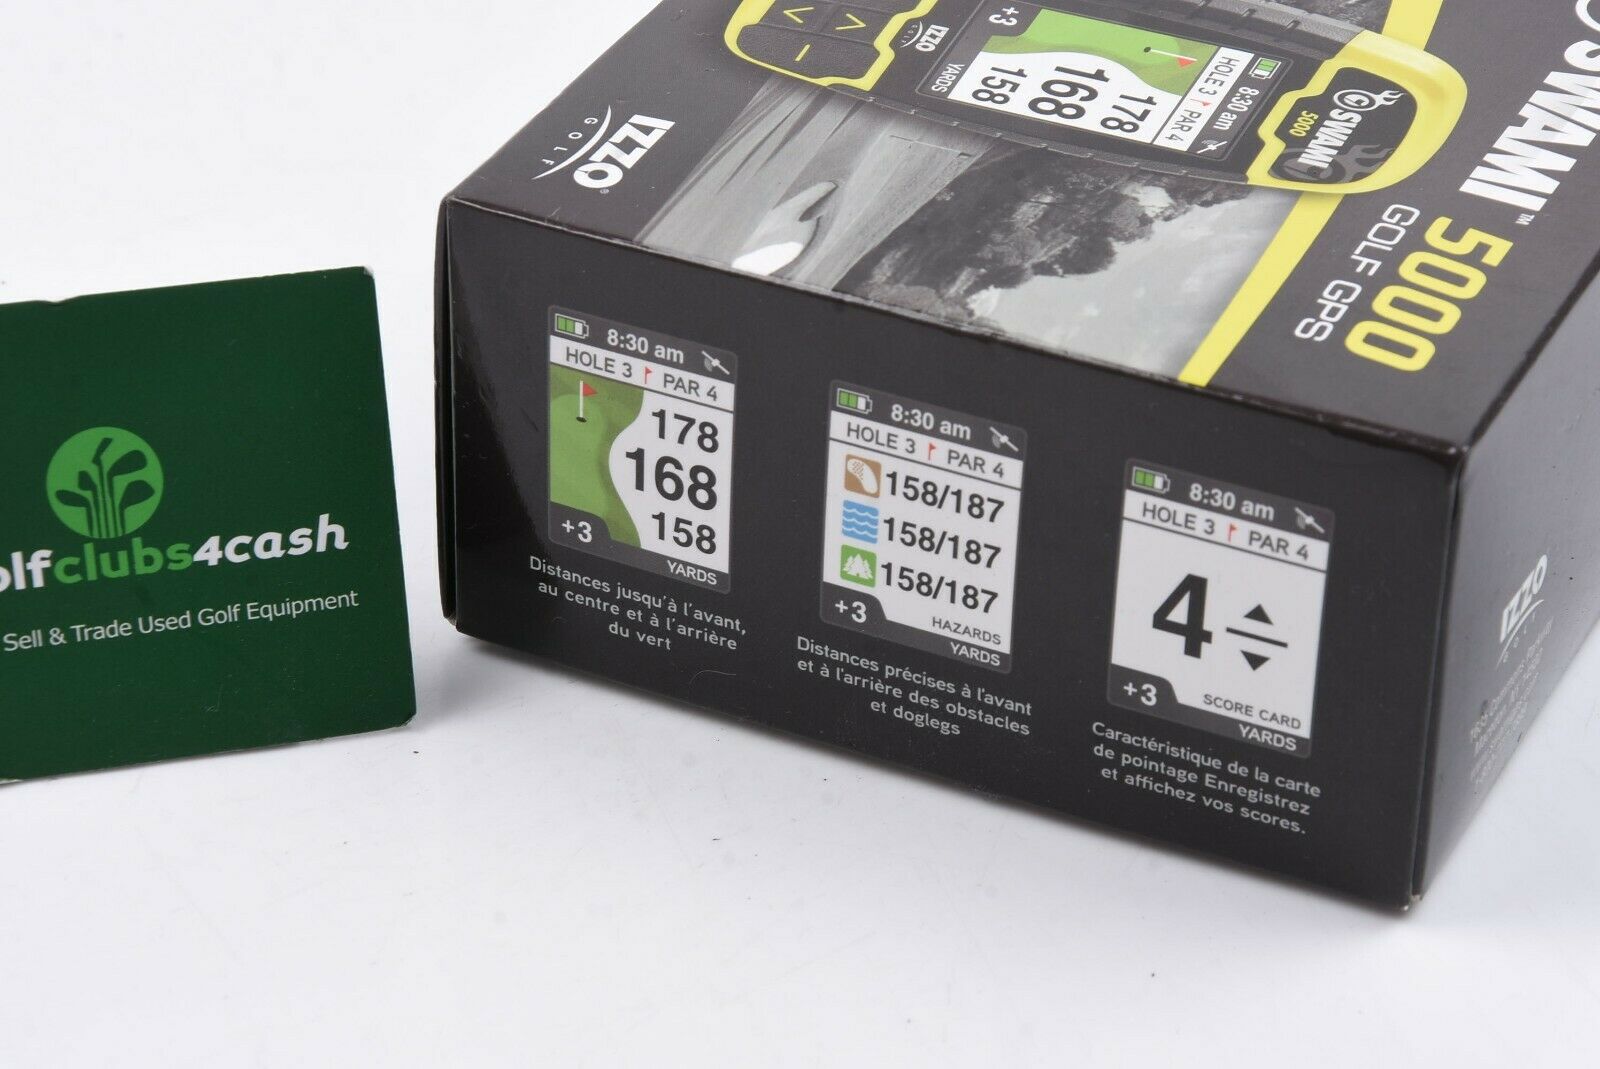 IZZO
GOLF
SWAMI™ 5000
GOLF GPS
+3
IZZO
GOLF
YARDS
8:30 am
HOLE 3 PAR 4
178
168
158
SWAMI
5000
8:30 am
HOLE 3 PAR 4
178
168
158
+3
YARDS
Distances jusqu'à l'avant,
au centre et à l'arrière
du vert
8:30 am
HOLE 3 PAR 4
158/187
158/187
158/187
+3
HAZARDS
YARDS
Distances précises à l'avant
et à l'arrière des obstacles
et doglegs
8:30 am
HOLE 3 PAR 4
4
+3
SCORE CARD
YARDS
Caractéristique de la carte
de pointage Enregistrez
et affichez vos scores.
IZZO
olfclubs4cash
Sell & Trade Used Golf Equipment